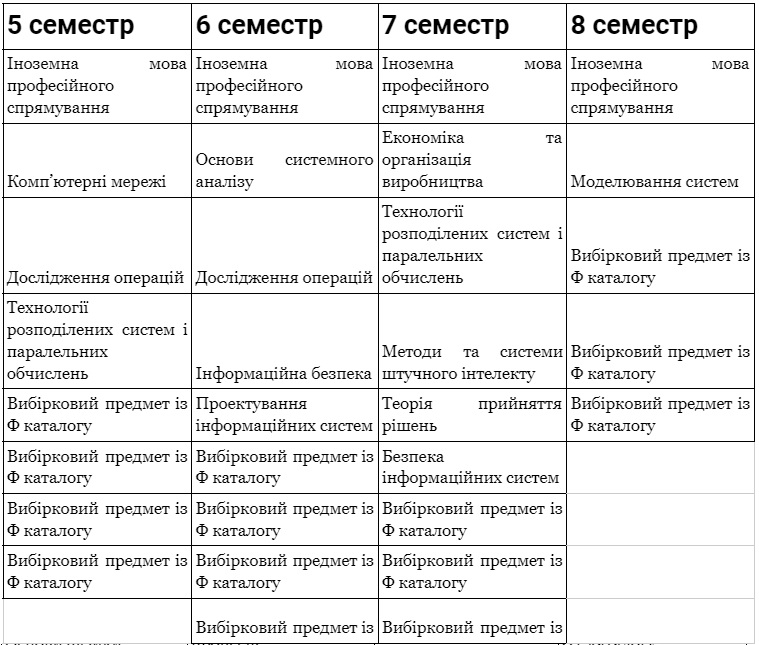 5 семестр
6 семестр
7 семестр
8 семестр
Іноземна мова
професійного
спрямування
Іноземна мова
професійного
спрямування
Іноземна мова
професійного
спрямування
Іноземна мова
професійного
спрямування
Комп'ютерні мережі
Основи системного
аналізу
Економіка та
організація
виробництва
Моделювання систем
Дослідження операцій
Дослідження операцій
Технології
розподілених систем і
паралельних
обчислень
Вибірковий предмет із
Ф каталогу
Технології
розподілених систем і
паралельних
обчислень
Інформаційна безпека
Методи та системи
штучного інтелекту
Вибірковий предмет із
Ф каталогу
Вибірковий предмет із
Ф каталогу
Проектування
інформаційних систем
Теорія прийняття
рішень
Вибірковий предмет із
Ф каталогу
Вибірковий предмет із
Ф каталогу
Вибірковий предмет із
Ф каталогу
Безпека
інформаційних систем
Вибірковий предмет із
Ф каталогу
Вибірковий предмет із
Ф каталогу
Вибірковий предмет із
Ф каталогу
Вибірковий предмет із
Ф каталогу
Вибірковий предмет із
Ф каталогу
Вибірковий предмет із
Ф каталогу
Вибірковий предмет із
Вибірковий предмет із